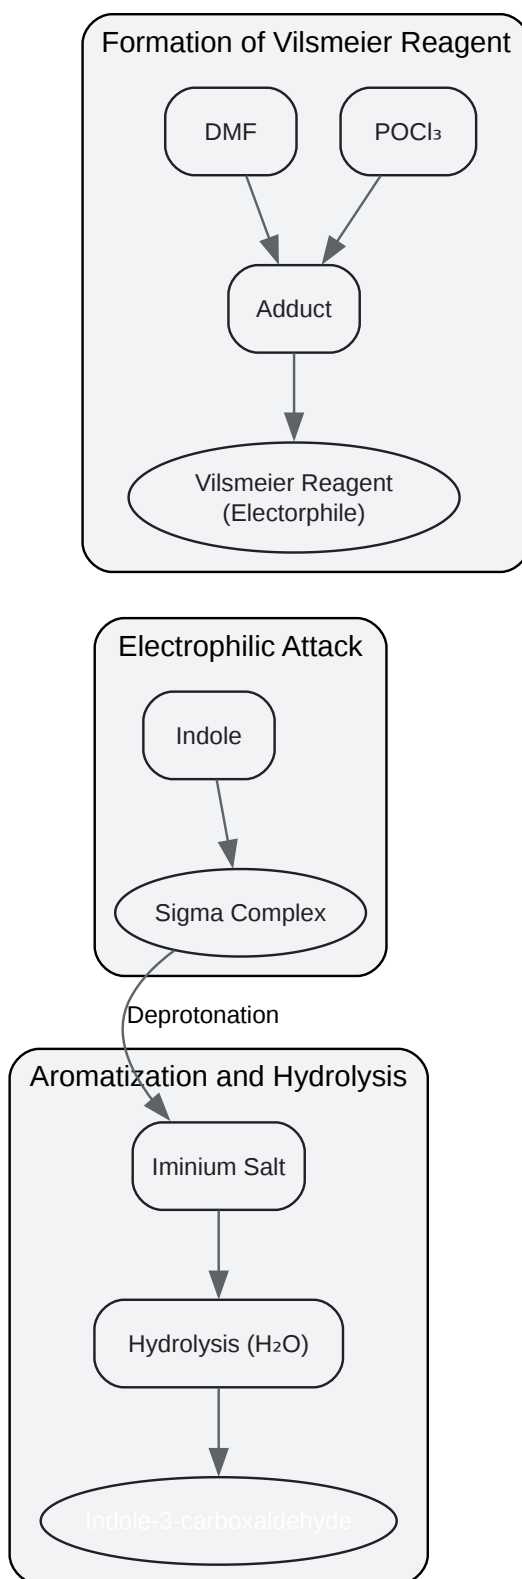 Formation of Vilsmeier Reagent
DMF
POCl₃
Adduct
Vilsmeier Reagent
(Electorphile)
Electrophilic Attack
Indole
Sigma Complex
Deprotonation
Aromatization and Hydrolysis
Iminium Salt
Hydrolysis (H₂O)
Indole-3-carboxaldehyde